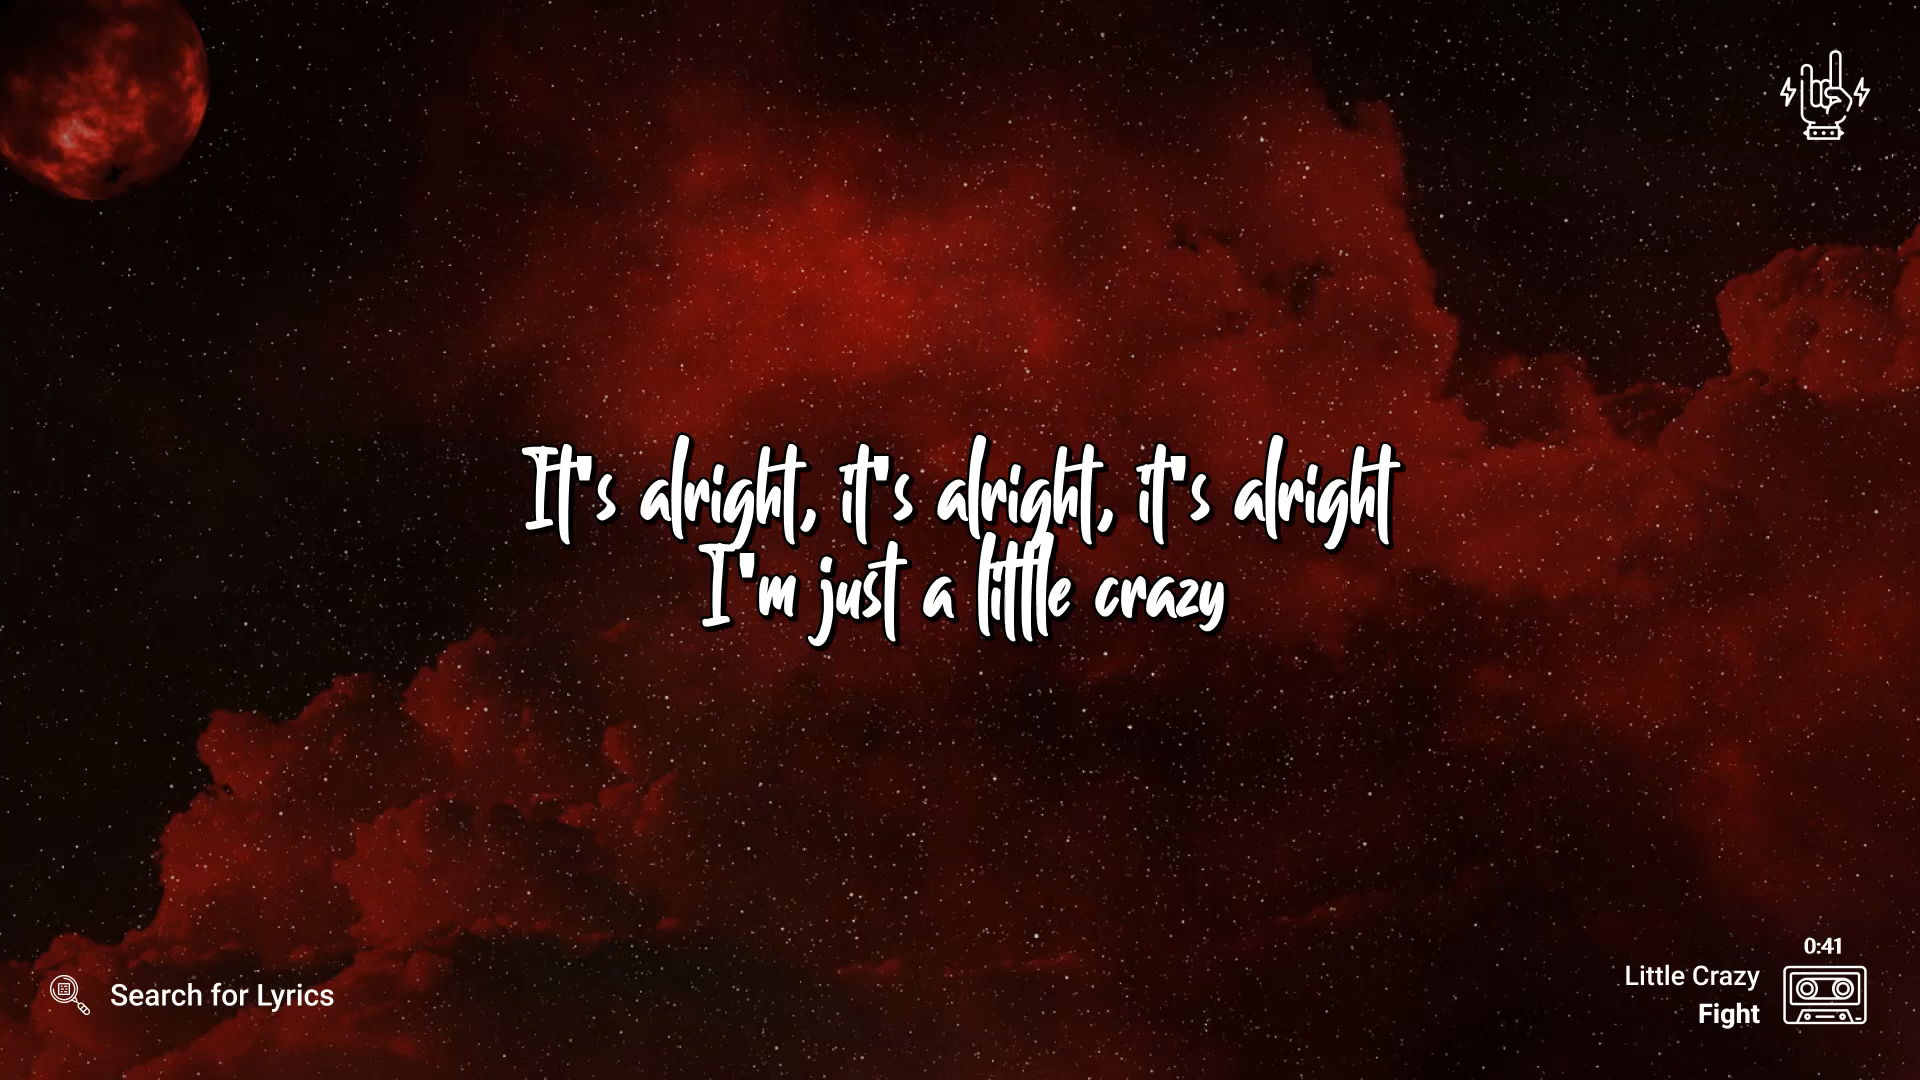 It's alright, it's alright, it's alright
I'm just a little crazy
Search for Lyrics
0:41
Little Crazy
Fight